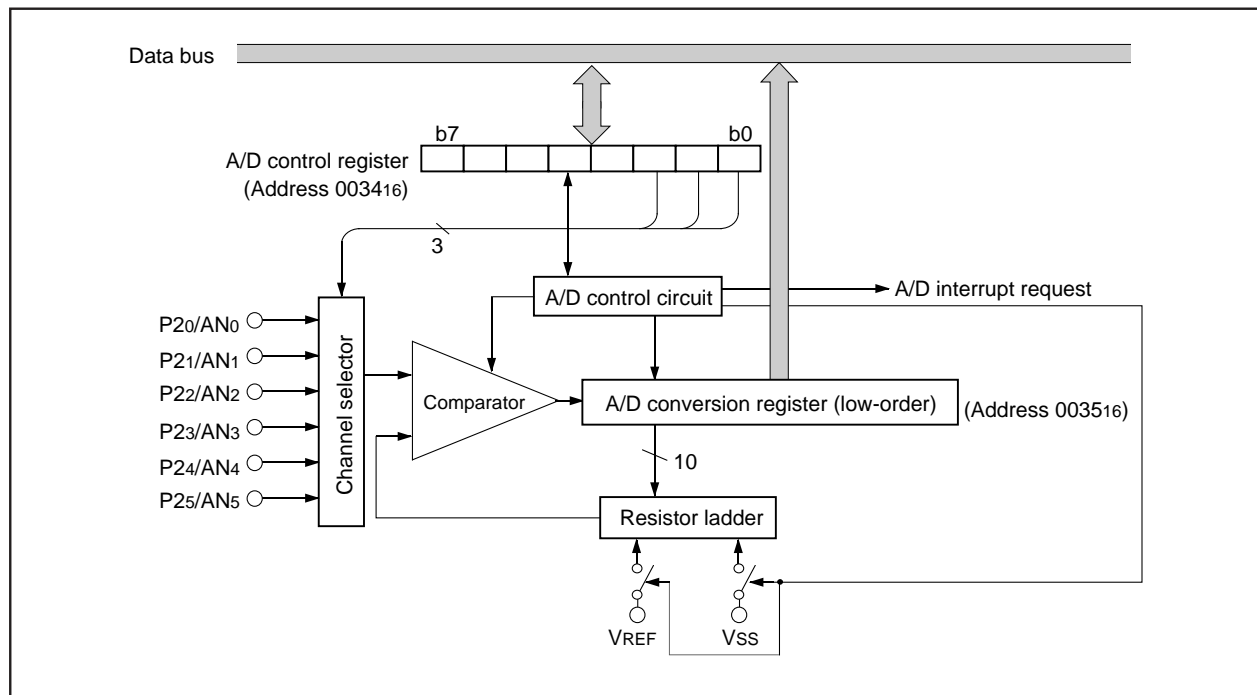 Data bus
b7
b0
A/D control register
(Address 003416)
3
A/D control circuit
A/D interrupt request
P20/AN0
P21/AN1
P22/AN2
P23/AN3
P24/AN4
P25/AN5
Channel selector
Comparator
A/D conversion register (low-order)
(Address 003516)
10
Resistor ladder
VREF
VSS